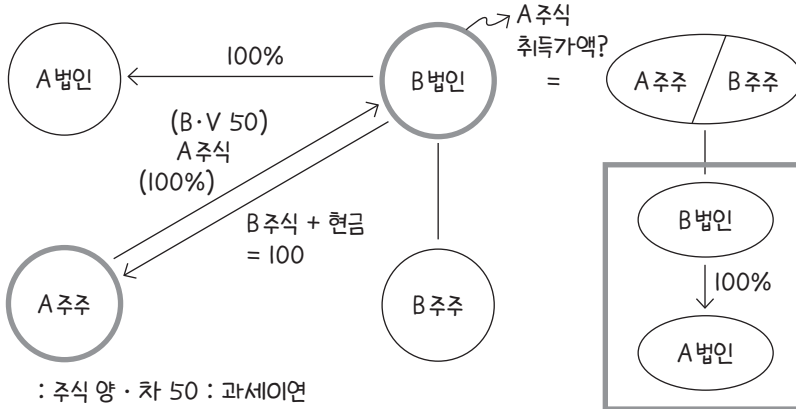 A주식
취득가액?
A법인
100%
B법인
=
A주주
B주주
(B·V 50)
A주식
(100%)
B주식 + 현금
= 100
B법인
100%
A법인
A주주
B주주
: 주식 양·차 50 : 과세이연